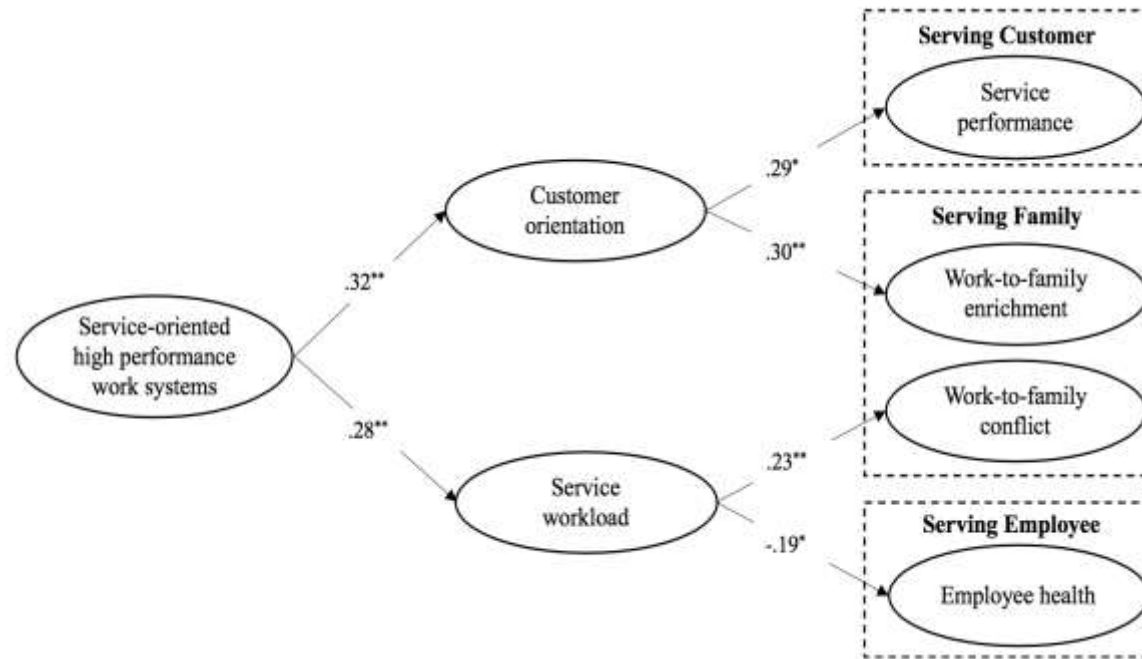 Serving Customer
Service
performance
.29*
Customer
orientation
Serving Family
.30**
Work-to-family
enrichment
.32**
Service-oriented
high performance
work systems
Work-to-family
conflict
.28**
.23**
Service
workload
Serving Employee
-.19*
Employee health